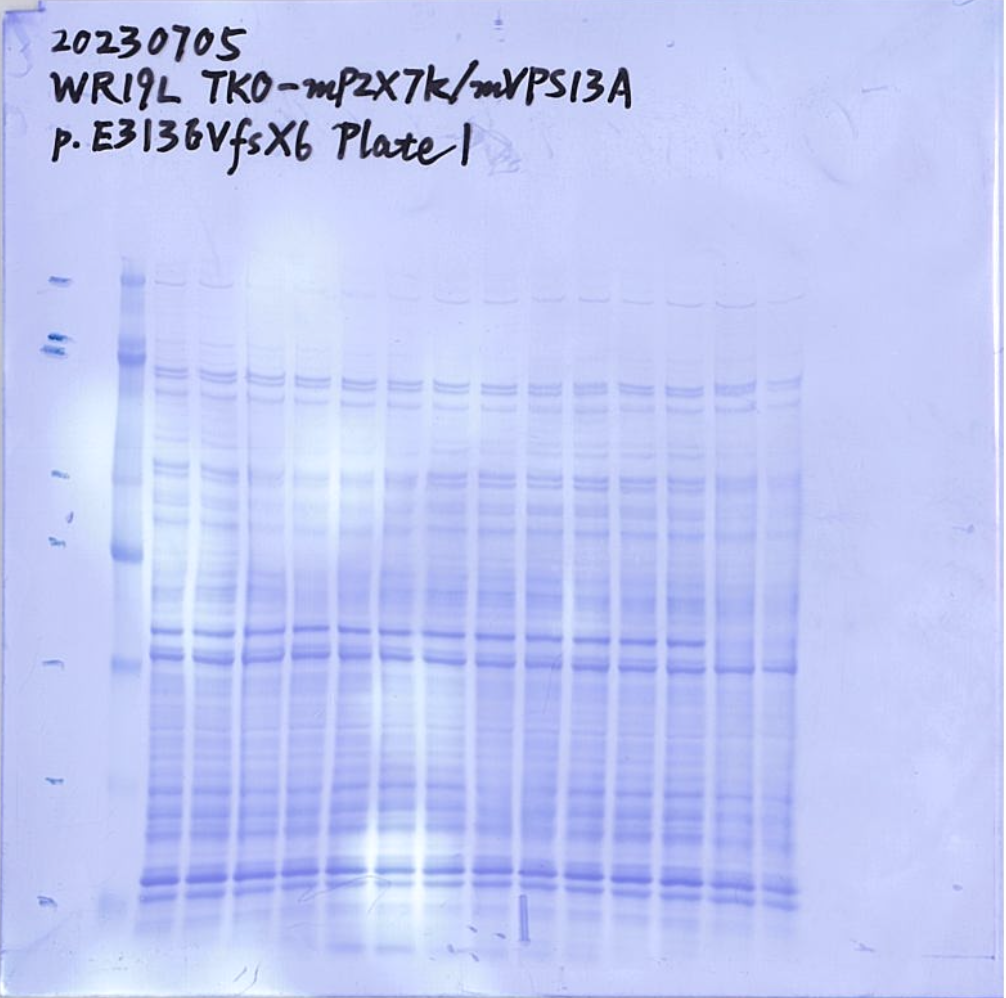 20230705
WR19L TKO-mP2X7k/mVPS13A
p. E3136VfsX6 Plate 1